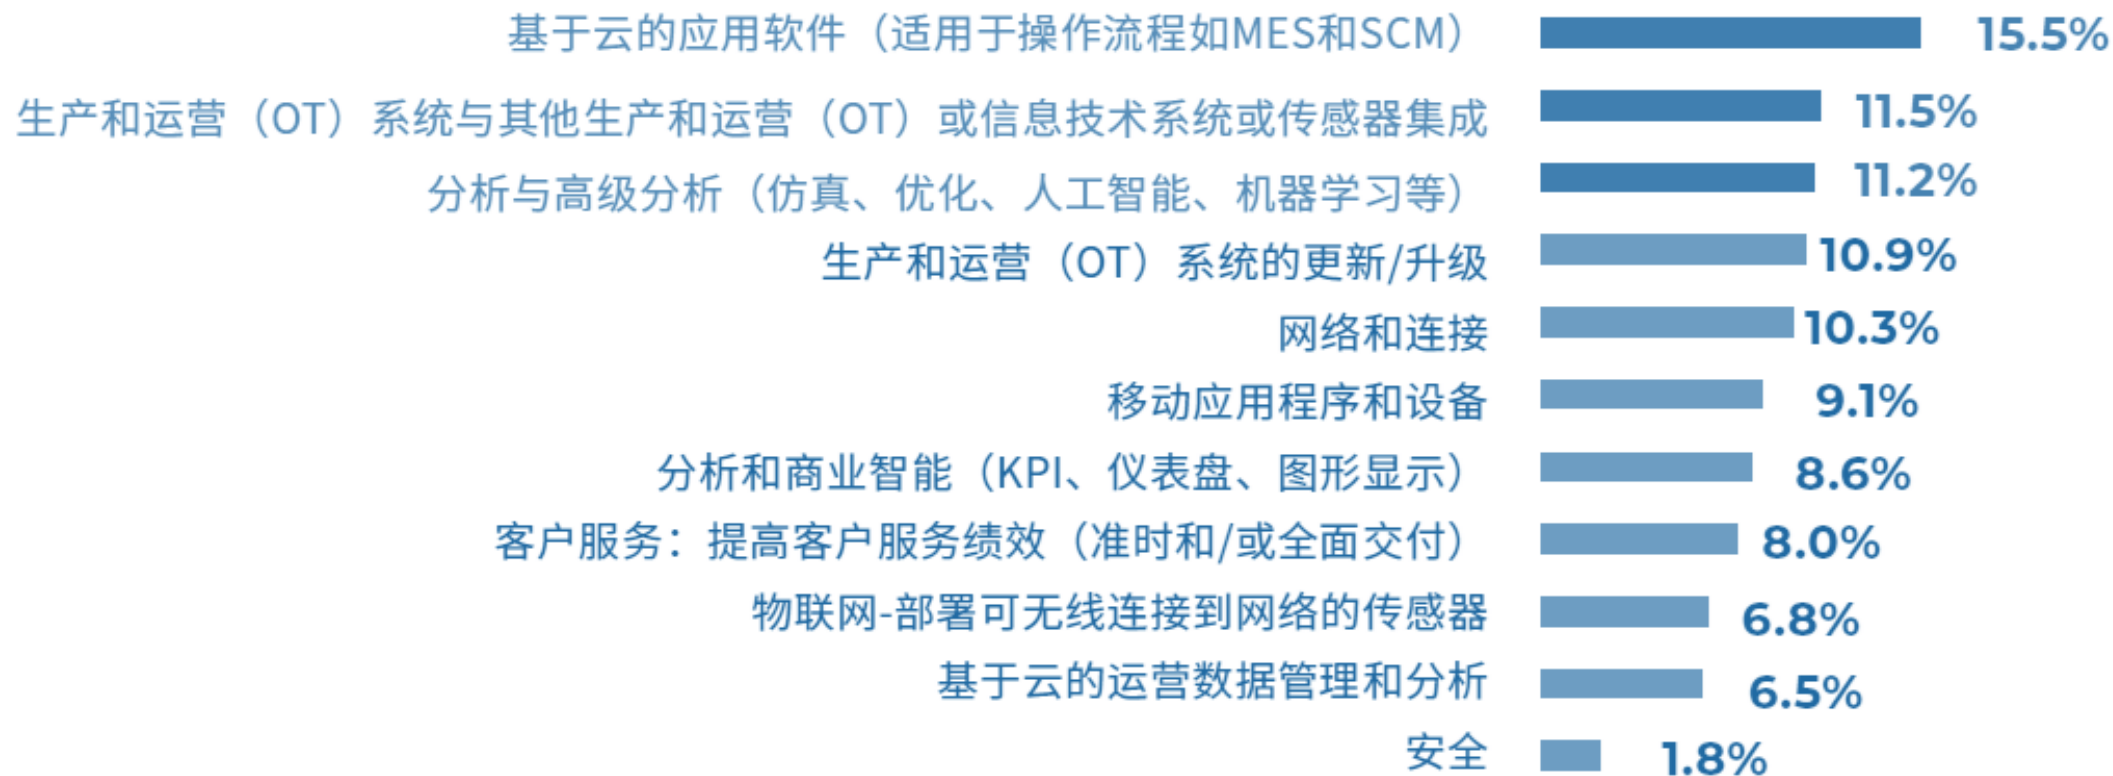 基于云的应用软件（适用于操作流程如MES和SCM） 15.5%
生产和运营（OT）系统与其他生产和运营（OT）或信息技术系统或传感器集成 11.5%
分析与高级分析（仿真、优化、人工智能、机器学习等） 11.2%
生产和运营（OT）系统的更新/升级 10.9%
网络和连接 10.3%
移动应用程序和设备 9.1%
分析和商业智能（KPI、仪表盘、图形显示） 8.6%
客户服务：提高客户服务绩效（准时和/或全面交付） 8.0%
物联网-部署可无线连接到网络的传感器 6.8%
基于云的运营数据管理和分析 6.5%
安全 1.8%